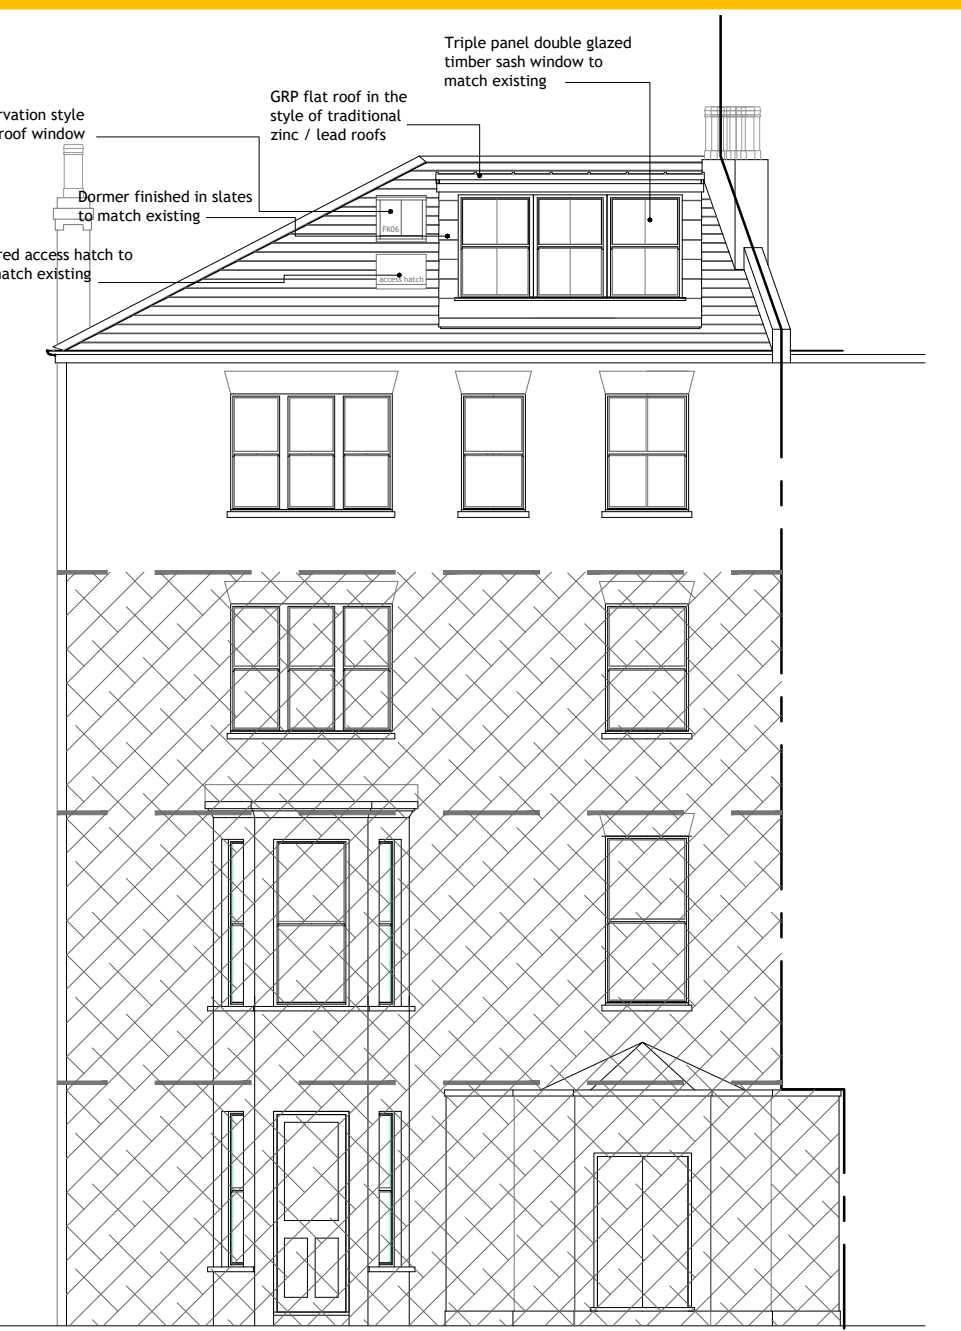 Triple panel double glazed
timber sash window to
match existing
GRP flat roof in the
style of traditional
zinc / lead roofs
rvation style
roof window
Dormer finished in slates
to match existing
red access hatch to
match existing
FK06
access hatch